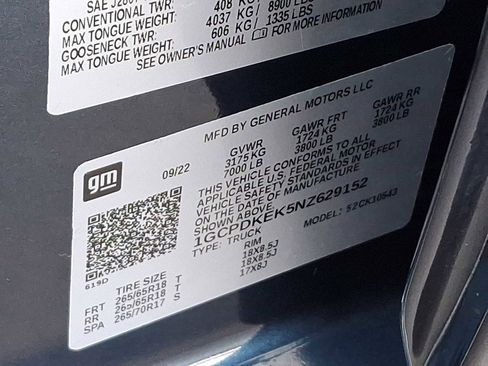 SAE J2807
408 KG / 900 LB
CONVENTIONAL TWR: 4037 KG / 8900 LBS
MAX TONGUE WEIGHT: 606 KG / 1335 LBS
GOOSENECK TWR:
MAX TONGUE WEIGHT:
SEE OWNER'S MANUAL FOR MORE INFORMATION
MFD BY GENERAL MOTORS LLC
gm
09/22
GVWR GAWR FRT GAWR RR
3175 KG 1724 KG 1724 KG
7000 LB 3800 LB 3800 LB
THIS VEHICLE CONFORMS TO ALL
APPLICABLE U.S. FEDERAL MOTOR
VEHICLE SAFETY STANDARDS IN EFFECT
ON THE DATE OF MANUFACTURE
SHOWN ABOVE.
1GCPDKEK5NZ629152
TYPE: TRUCK MODEL: 52CK10543
619D
TIRE SIZE RIM
FRT 265/65R18 T 18X8.5J
RR 265/65R18 T 18X8.5J
SPA 265/70R17 S 17X8J